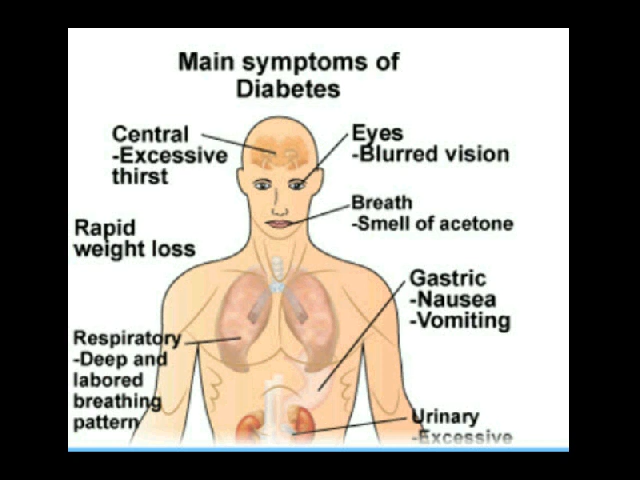 Main symptoms of
Diabetes
Central
-Excessive
thirst
Eyes
-Blurred vision
Breath
-Smell of acetone
Rapid
weight loss
Gastric
-Nausea
-Vomiting
Respiratory
-Deep and
labored
breathing
pattern
Urinary
-Excessive